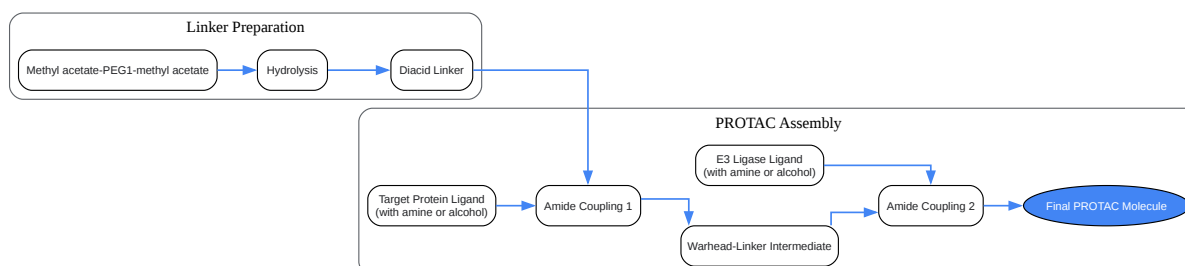 Linker Preparation
Methyl acetate-PEG1-methyl acetate
Hydrolysis
Diacid Linker
PROTAC Assembly
E3 Ligase Ligand
(with amine or alcohol)
Target Protein Ligand
(with amine or alcohol)
Amide Coupling 1
Amide Coupling 2
Final PROTAC Molecule
Warhead-Linker Intermediate